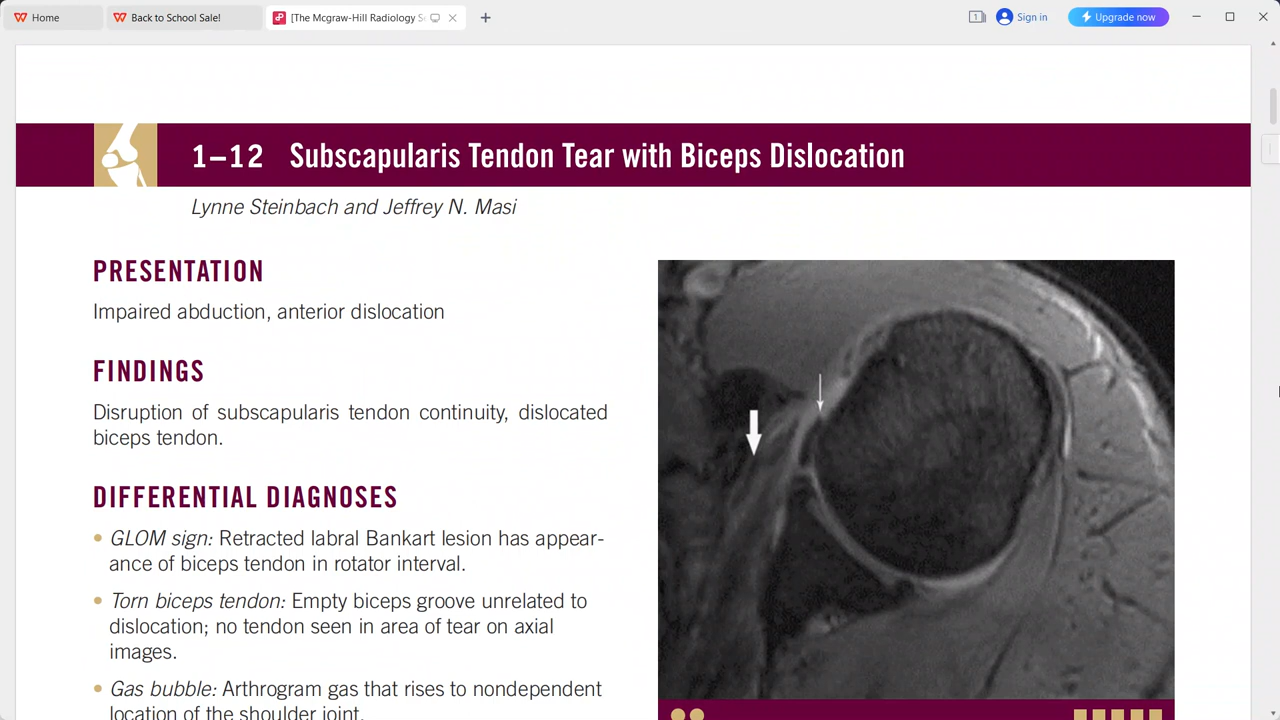 Home
Back to School Sale!
[The Mcgraw-Hill Radiology S
1
Sign in
Upgrade now
1–12 Subscapularis Tendon Tear with Biceps Dislocation
Lynne Steinbach and Jeffrey N. Masi
PRESENTATION
Impaired abduction, anterior dislocation
FINDINGS
Disruption of subscapularis tendon continuity, dislocated
biceps tendon.
DIFFERENTIAL DIAGNOSES
• GLOM sign: Retracted labral Bankart lesion has appear-
ance of biceps tendon in rotator interval.
• Torn biceps tendon: Empty biceps groove unrelated to
dislocation; no tendon seen in area of tear on axial
images.
• Gas bubble: Arthrogram gas that rises to nondependent
location of the shoulder joint.